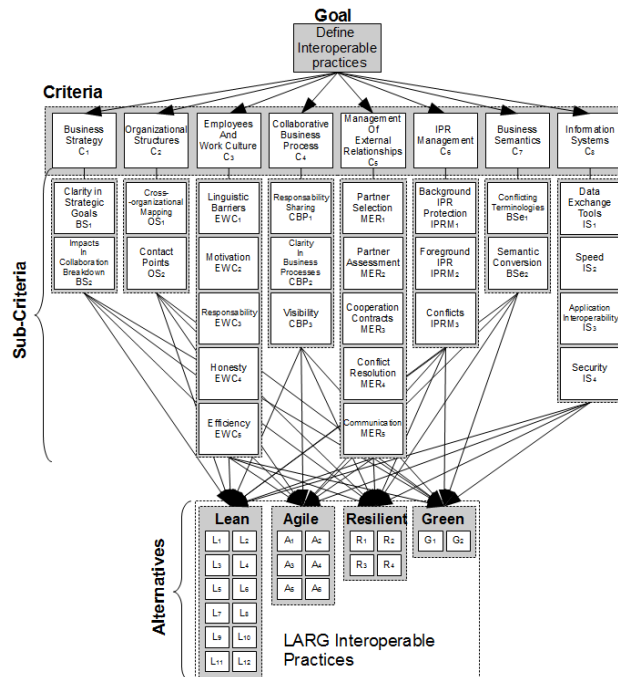 Goal
Define
Interoperable
practices
Criteria
Business
Strategy
C1
Organizational
Structures
C2
Employees
And
Work Culture
C3
Collaborative
Business
Process
C4
Management
Of
External
Relationships
C5
IPR
Management
C6
Business
Semantics
C7
Information
Systems
C8
Sub-Criteria
Clarity in
Strategic
Goals
BS1
Impacts
In
Collaboration
Breakdown
BS2
Cross-
-organizational
Mapping
OS1
Contact
Points
OS2
Linguistic
Barriers
EWC1
Motivation
EWC2
Responsability
EWC3
Honesty
EWC4
Efficiency
EWC5
Responsability
Sharing
CBP1
Clarity
In
Business
Processes
CBP2
Visibility
CBP3
Partner
Selection
MER1
Partner
Assessment
MER2
Cooperation
Contracts
MER3
Conflict
Resolution
MER4
Communication
MER5
Background
IPR
Protection
IPRM1
Foreground
IPR
IPRM2
Conflicts
IPRM3
Conflicting
Terminologies
BSe1
Semantic
Conversion
BSe2
Data
Exchange
Tools
IS1
Speed
IS2
Application
Interoperability
IS3
Security
IS4
Alternatives
Lean
L1 L2
L3 L4
L5 L6
L7 L8
L9 L10
L11 L12
Agile
A1 A2
A3 A4
A5 A6
Resilient
R1 R2
R3 R4
Green
G1 G2
LARG Interoperable
Practices